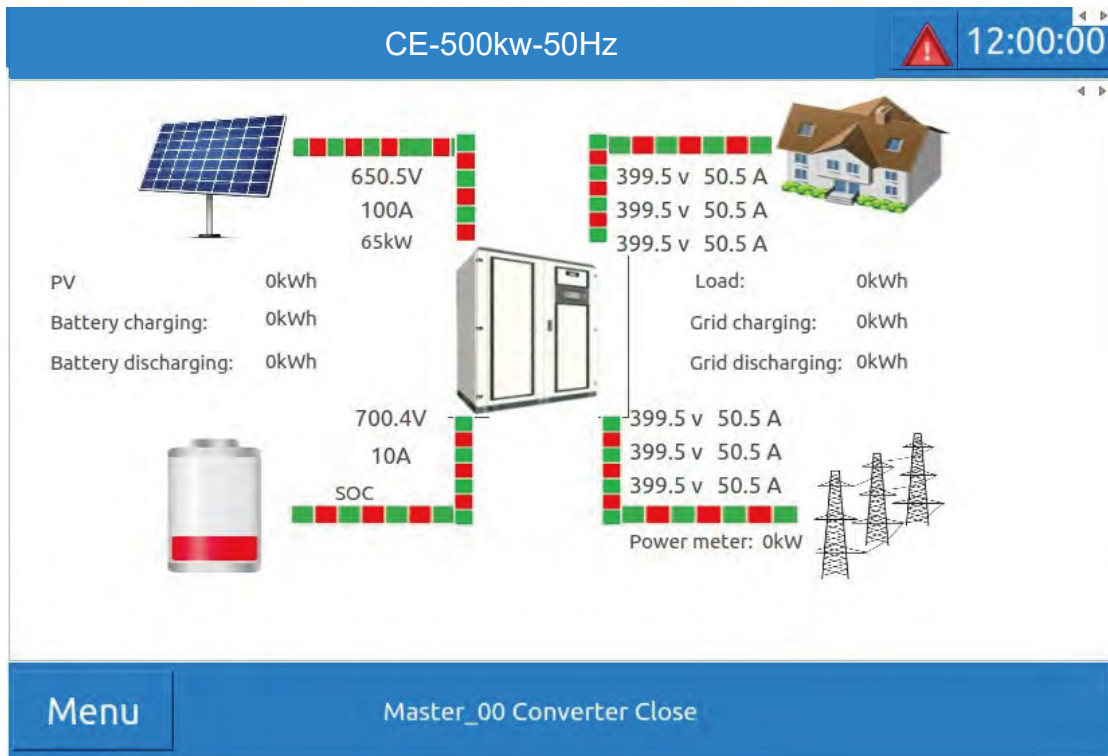 CE-500kw-50Hz
12:00:00
650.5V
100A
65kW
399.5 v 50.5 A
399.5 v 50.5 A
399.5 v 50.5 A
PV 0kWh
Battery charging: 0kWh
Battery discharging: 0kWh
Load: 0kWh
Grid charging: 0kWh
Grid discharging: 0kWh
700.4V
10A
SOC
399.5 v 50.5 A
399.5 v 50.5 A
399.5 v 50.5 A
Power meter: 0kW
Menu
Master_00 Converter Close